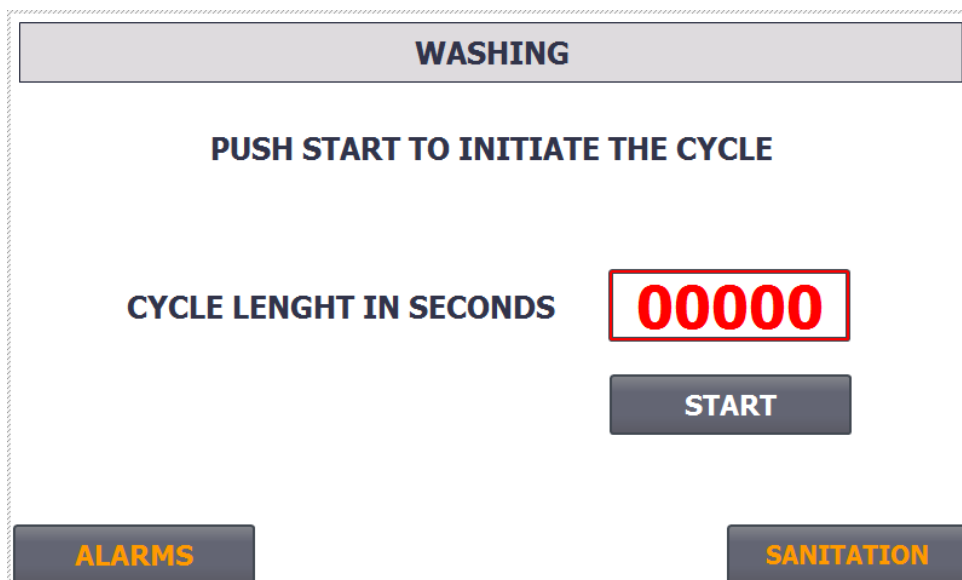 WASHING
PUSH START TO INITIATE THE CYCLE
CYCLE LENGHT IN SECONDS 00000
START
ALARMS SANITATION